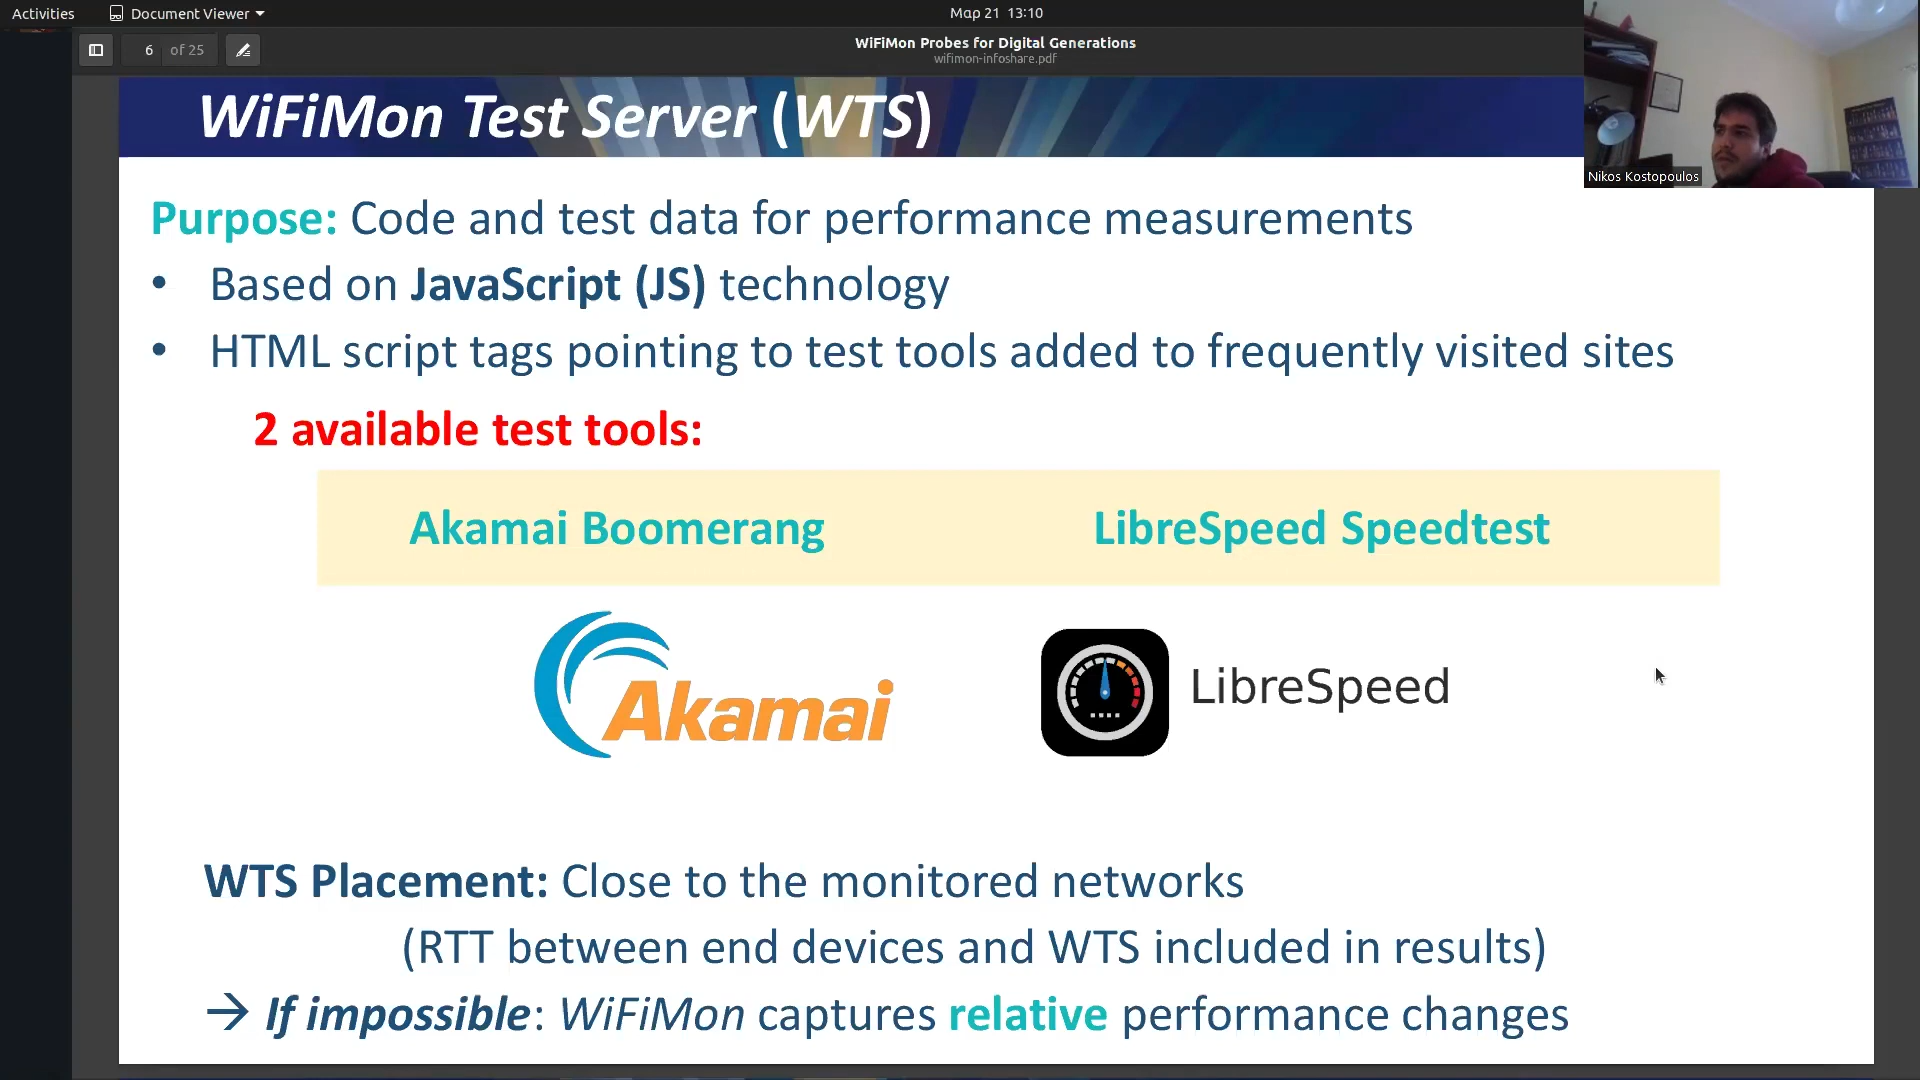 Activities
Document Viewer
Μαρ 21 13:10
6 of 25
WiFiMon Probes for Digital Generations
wifimon-infoshare.pdf
WiFiMon Test Server (WTS)
Nikos Kostopoulos
Purpose: Code and test data for performance measurements
• Based on JavaScript (JS) technology
• HTML script tags pointing to test tools added to frequently visited sites
2 available test tools:
Akamai Boomerang
LibreSpeed Speedtest
Akamai
LibreSpeed
WTS Placement: Close to the monitored networks
(RTT between end devices and WTS included in results)
→ If impossible: WiFiMon captures relative performance changes